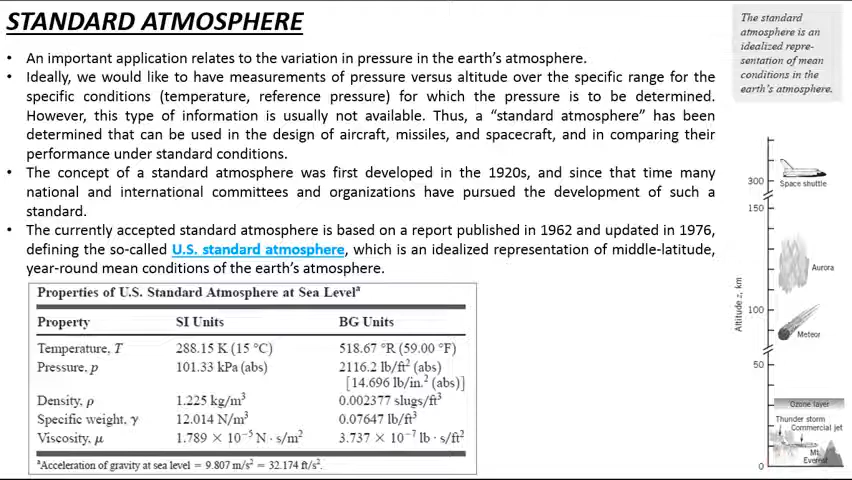 STANDARD ATMOSPHERE
• An important application relates to the variation in pressure in the earth's atmosphere.
• Ideally, we would like to have measurements of pressure versus altitude over the specific range for the
specific conditions (temperature, reference pressure) for which the pressure is to be determined.
However, this type of information is usually not available. Thus, a "standard atmosphere" has been
determined that can be used in the design of aircraft, missiles, and spacecraft, and in comparing their
performance under standard conditions.
• The concept of a standard atmosphere was first developed in the 1920s, and since that time many
national and international committees and organizations have pursued the development of such a
standard.
• The currently accepted standard atmosphere is based on a report published in 1962 and updated in 1976,
defining the so-called U.S. standard atmosphere, which is an idealized representation of middle-latitude,
year-round mean conditions of the earth's atmosphere.
Properties of U.S. Standard Atmosphere at Sea Levelᵃ
Property SI Units BG Units
Temperature, T 288.15 K (15 °C) 518.67 °R (59.00 °F)
Pressure, p 101.33 kPa (abs) 2116.2 lb/ft² (abs)
[14.696 lb/in.² (abs)]
Density, ρ 1.225 kg/m³ 0.002377 slugs/ft³
Specific weight, γ 12.014 N/m³ 0.07647 lb/ft³
Viscosity, μ 1.789 × 10⁻⁵ N · s/m² 3.737 × 10⁻⁷ lb · s/ft²
ᵃAcceleration of gravity at sea level = 9.807 m/s² = 32.174 ft/s².
The standard
atmosphere is an
idealized repre-
sentation of mean
conditions in the
earth's atmosphere.
300
Space shuttle
150
Aurora
Altitude z, km
100
Meteor
50
Ozone layer
Thunder storm
Commercial jet
Mt.
Everest
0